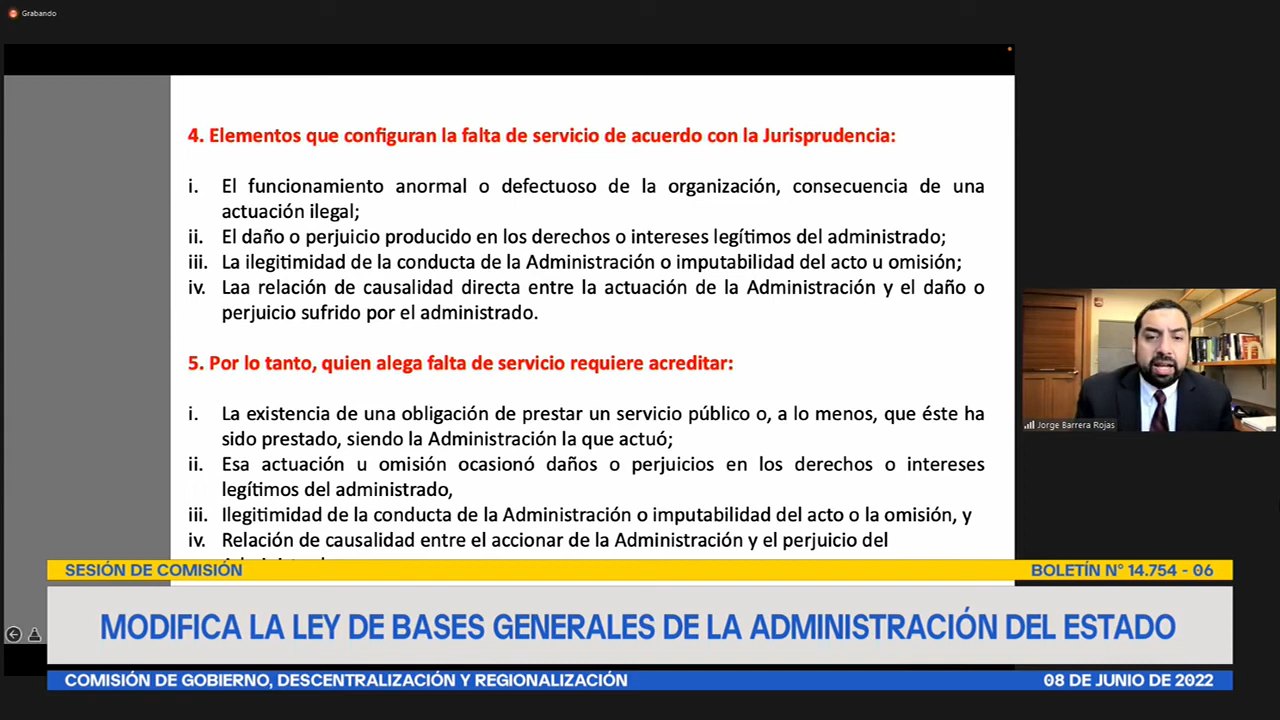 Grabando
4. Elementos que configuran la falta de servicio de acuerdo con la Jurisprudencia:
i. El funcionamiento anormal o defectuoso de la organización, consecuencia de una
actuación ilegal;
ii. El daño o perjuicio producido en los derechos o intereses legítimos del administrado;
iii. La ilegitimidad de la conducta de la Administración o imputabilidad del acto u omisión;
iv. Laa relación de causalidad directa entre la actuación de la Administración y el daño o
perjuicio sufrido por el administrado.
5. Por lo tanto, quien alega falta de servicio requiere acreditar:
i. La existencia de una obligación de prestar un servicio público o, a lo menos, que éste ha
sido prestado, siendo la Administración la que actuó;
ii. Esa actuación u omisión ocasionó daños o perjuicios en los derechos o intereses
legítimos del administrado,
iii. Ilegitimidad de la conducta de la Administración o imputabilidad del acto o la omisión, y
iv. Relación de causalidad entre el accionar de la Administración y el perjuicio del
Jorge Barrera Rojas
SESIÓN DE COMISIÓN
BOLETÍN N° 14.754 - 06
MODIFICA LA LEY DE BASES GENERALES DE LA ADMINISTRACIÓN DEL ESTADO
COMISIÓN DE GOBIERNO, DESCENTRALIZACIÓN Y REGIONALIZACIÓN
08 DE JUNIO DE 2022